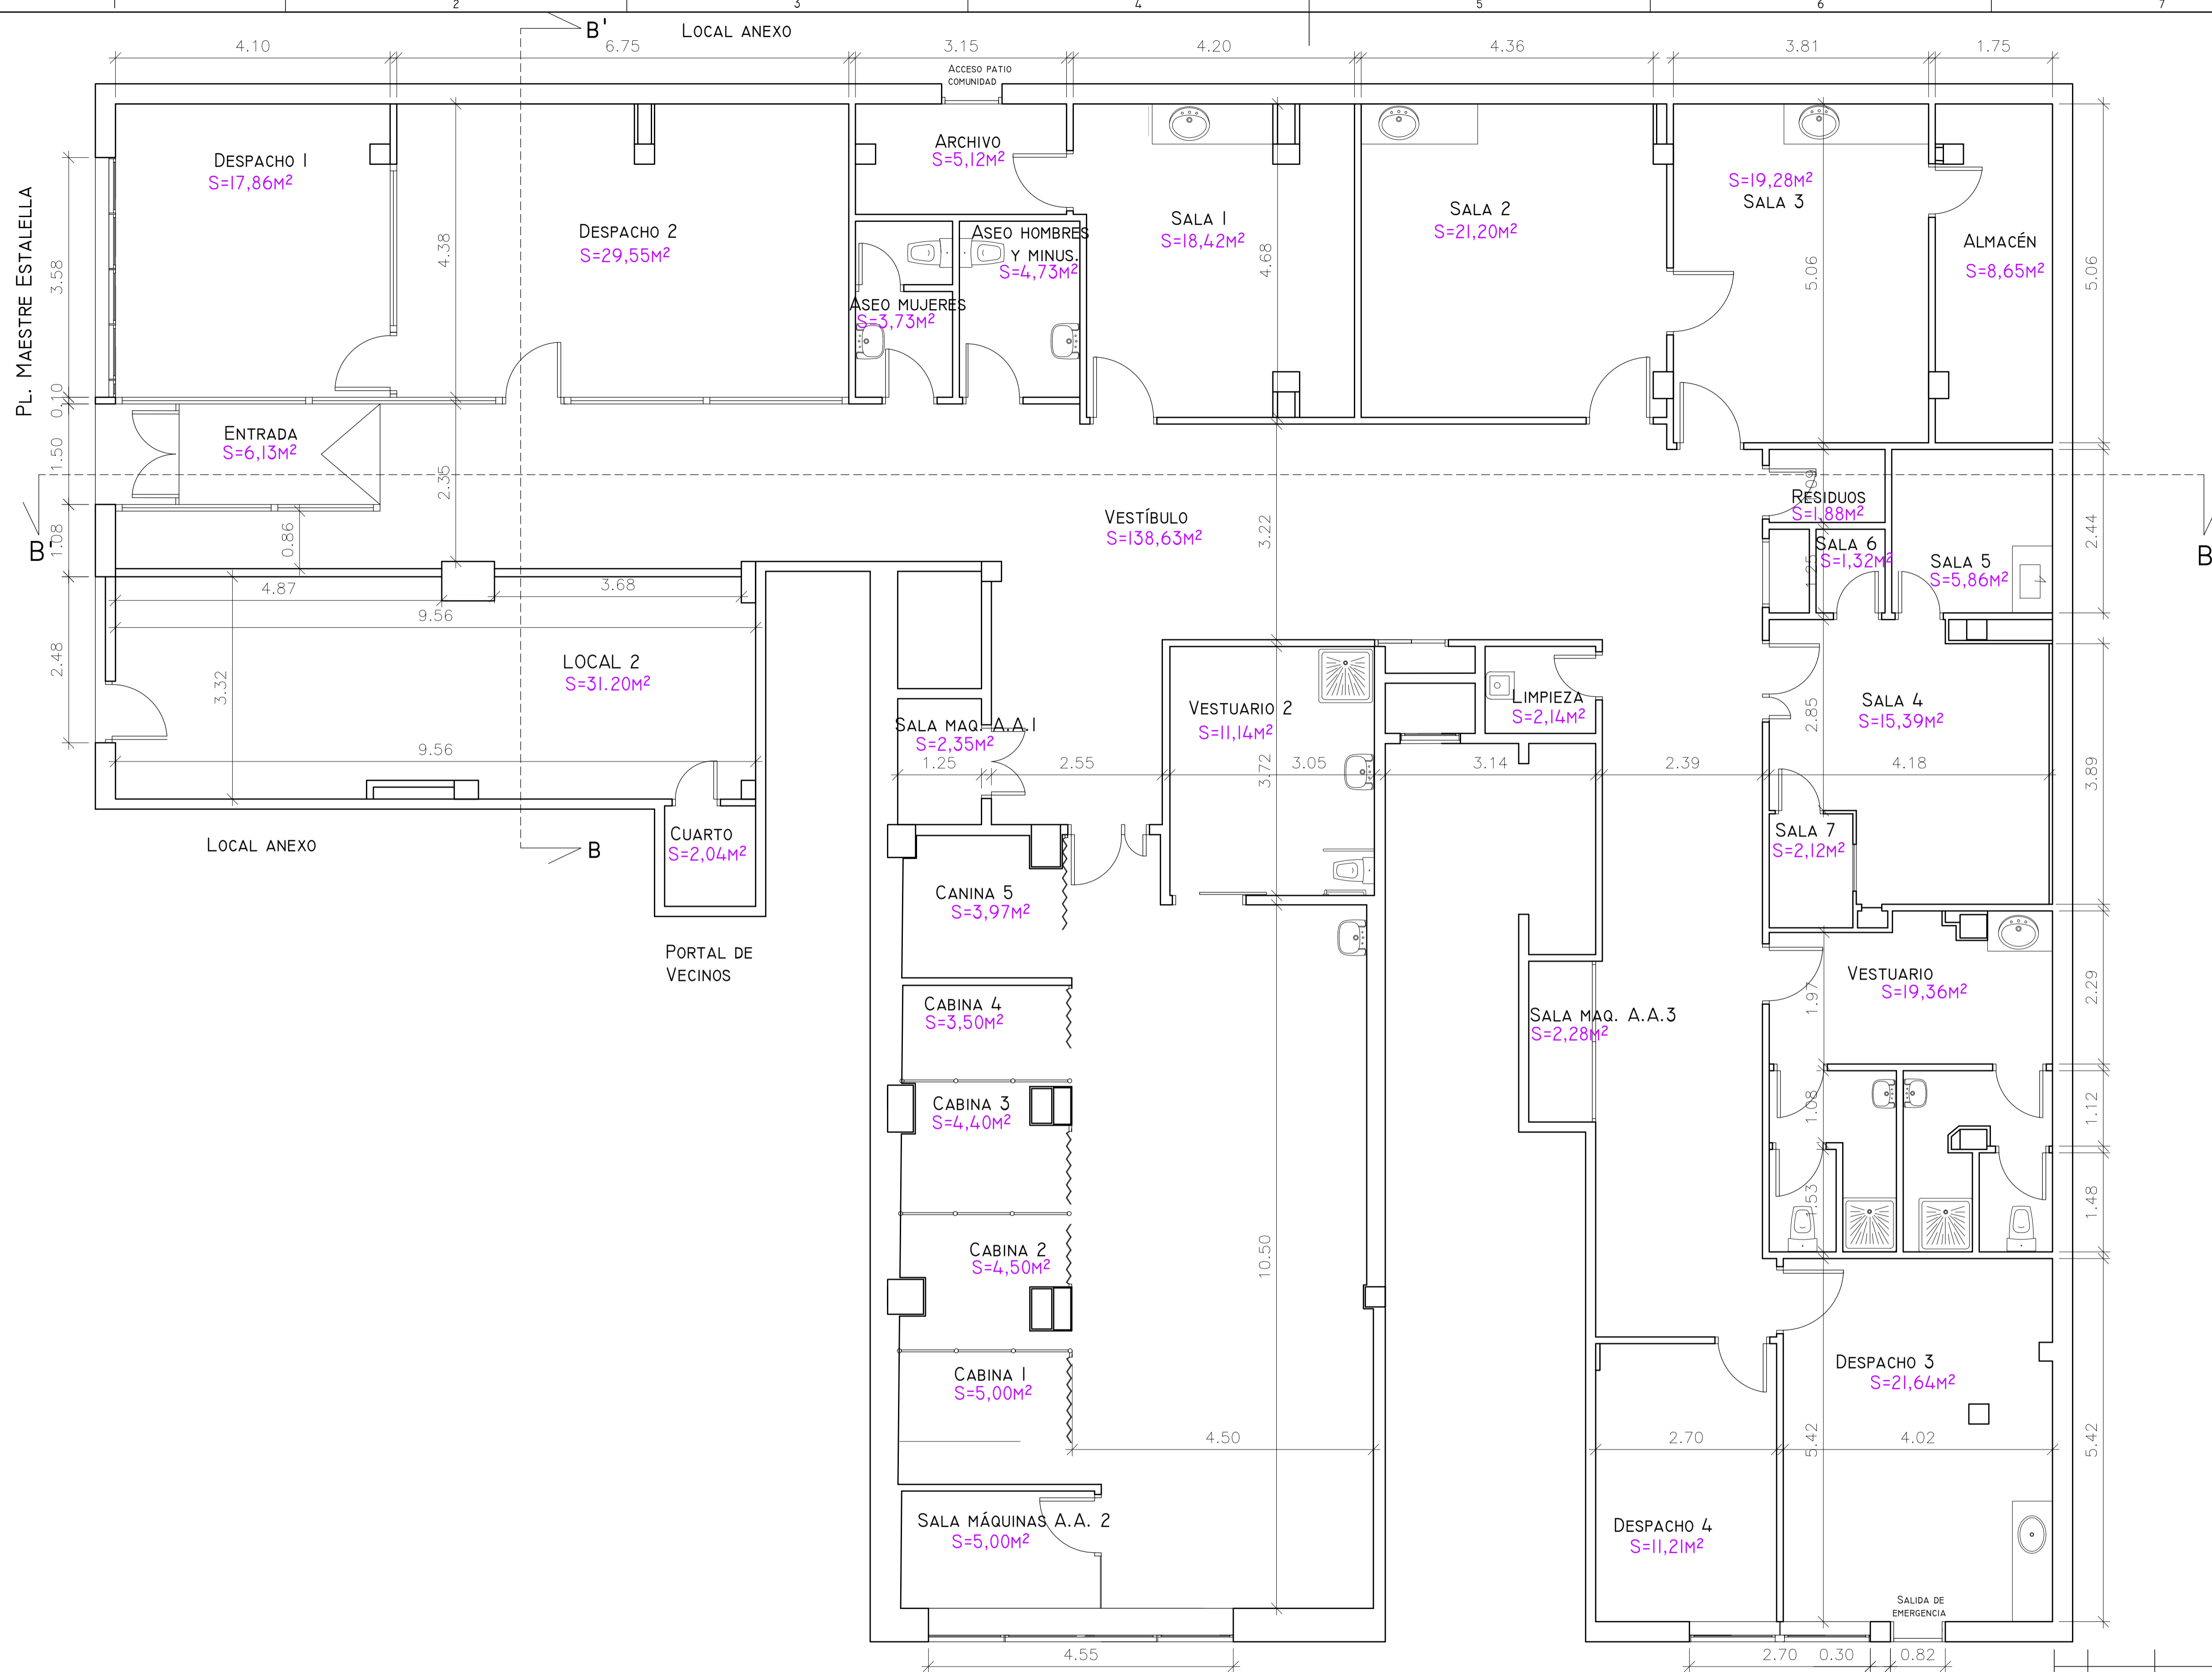 2
3
4
5
6
7
B'
LOCAL ANEXO
4.10
6.75
3.15
4.20
4.36
3.81
1.75
ACCESO PATIO
COMUNIDAD
PL. MAESTRE ESTALELLA
DESPACHO 1
S=17,86M²
DESPACHO 2
S=29,55M²
ARCHIVO
S=5,12M²
ASEO HOMBRES
Y MINUS.
S=4,73M²
ASEO MUJERES
S=3,73M²
SALA 1
S=18,42M²
SALA 2
S=21,20M²
S=19,28M²
SALA 3
ALMACÉN
S=8,65M²
3.58
4.38
4.68
5.06
5.06
0.10
1.50
1.08
2.48
ENTRADA
S=6,13M²
2.35
0.86
B'
VESTÍBULO
S=138,63M²
3.22
RESIDUOS
S=1,88M²
1.09
SALA 6
S=1,32M²
1.25
SALA 5
S=5,86M²
2.44
B
4.87
3.68
9.56
LOCAL 2
S=31.20M²
3.32
9.56
SALA MAQ. A.A.1
S=2,35M²
1.25
2.55
VESTUARIO 2
S=11,14M²
3.72
3.05
LIMPIEZA
S=2,14M²
3.14
2.39
SALA 4
S=15,39M²
2.85
4.18
3.89
LOCAL ANEXO
B
CUARTO
S=2,04M²
SALA 7
S=2,12M²
CANINA 5
S=3,97M²
PORTAL DE
VECINOS
CABINA 4
S=3,50M²
VESTUARIO
S=19,36M²
1.97
2.29
SALA MAQ. A.A.3
S=2,28M²
CABINA 3
S=4,40M²
1.08
1.12
1.53
1.48
CABINA 2
S=4,50M²
10.50
CABINA 1
S=5,00M²
DESPACHO 3
S=21,64M²
4.50
2.70
5.42
4.02
5.42
SALA MÁQUINAS A.A. 2
S=5,00M²
DESPACHO 4
S=11,21M²
SALIDA DE
EMERGENCIA
4.55
2.70
0.30
0.82